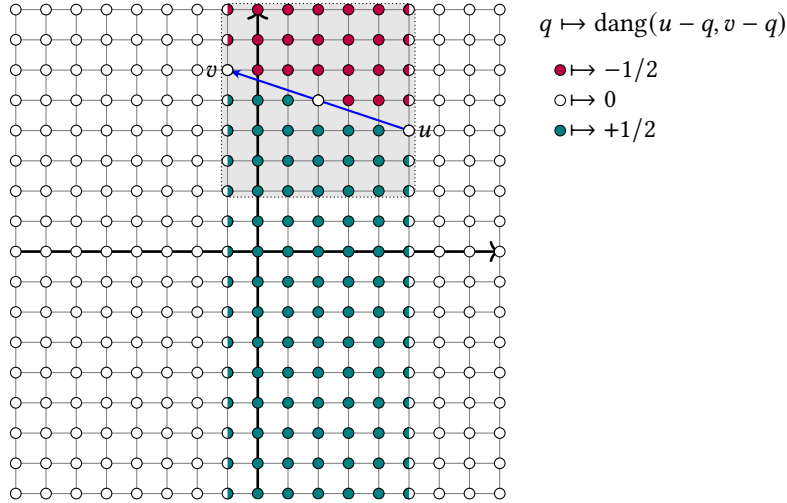 q ↦ dang(u − q, v − q)
↦ −1/2
v
↦ 0
u
↦ +1/2